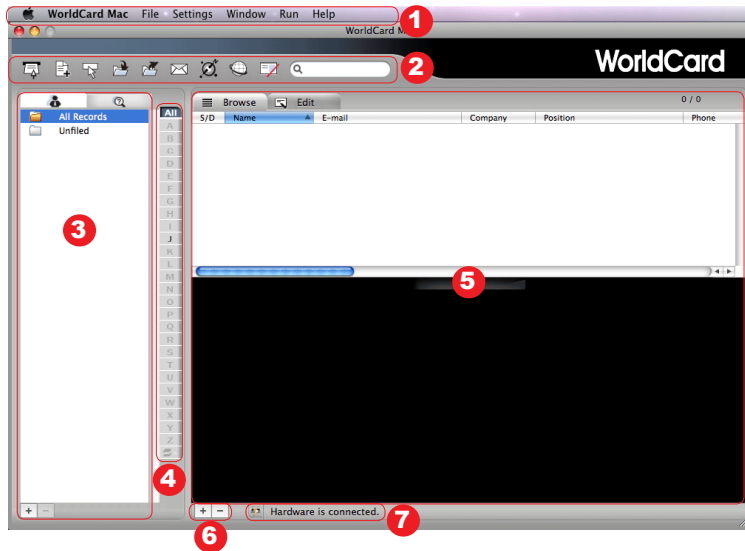 WorldCard Mac File Settings Window Run Help
1
WorldCard M
WorldCard
2
All Records
Unfiled
3
All
A
B
C
D
E
F
G
H
I
J
K
L
M
N
O
P
Q
R
S
T
U
V
W
X
Y
Z
4
Browse Edit 0 / 0
S/D Name E-mail Company Position Phone
5
+ -
+ -
6
Hardware is connected.
7